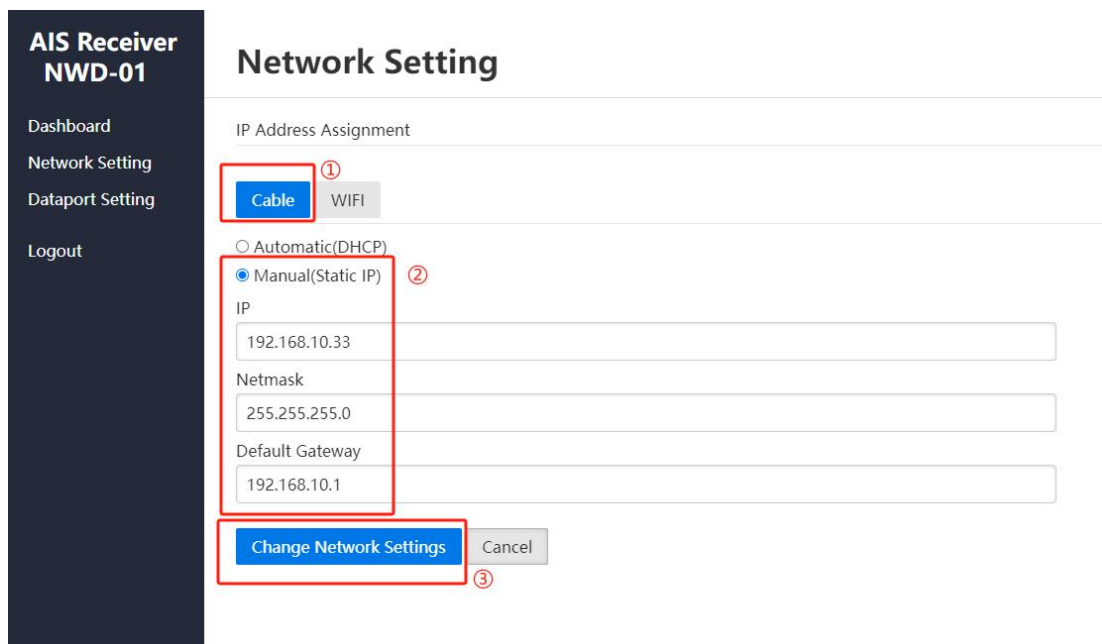 AIS Receiver
NWD-01
Dashboard
Network Setting
Dataport Setting
Logout
Network Setting
IP Address Assignment
①
Cable WIFI
Automatic(DHCP)
Manual(Static IP) ②
IP
192.168.10.33
Netmask
255.255.255.0
Default Gateway
192.168.10.1
Change Network Settings Cancel
③